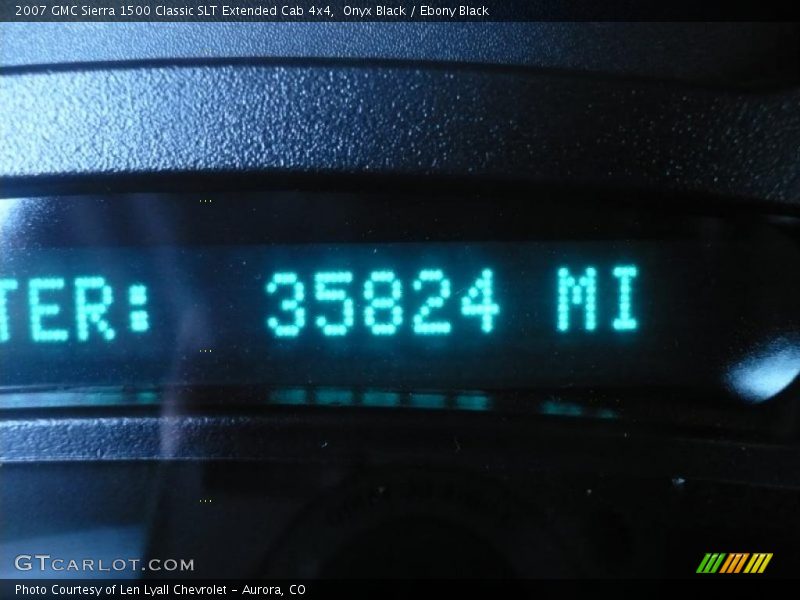 2007 GMC Sierra 1500 Classic SLT Extended Cab 4x4, Onyx Black / Ebony Black
TER: 35824 MI
GTCARLOT.COM
Photo Courtesy of Len Lyall Chevrolet - Aurora, CO